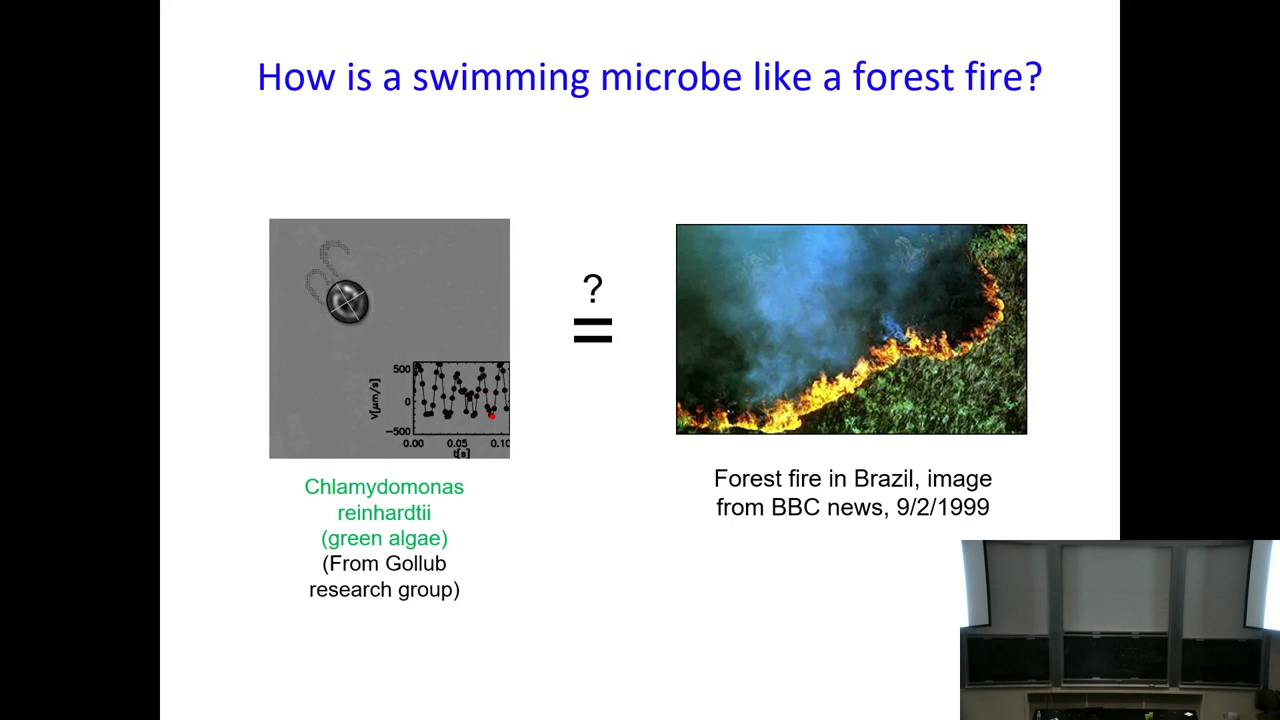 How is a swimming microbe like a forest fire?
?
=
500
0
−500
V[μm/s]
0.00 0.05 0.10
t[s]
Chlamydomonas
reinhardtii
(green algae)
(From Gollub
research group)
Forest fire in Brazil, image
from BBC news, 9/2/1999